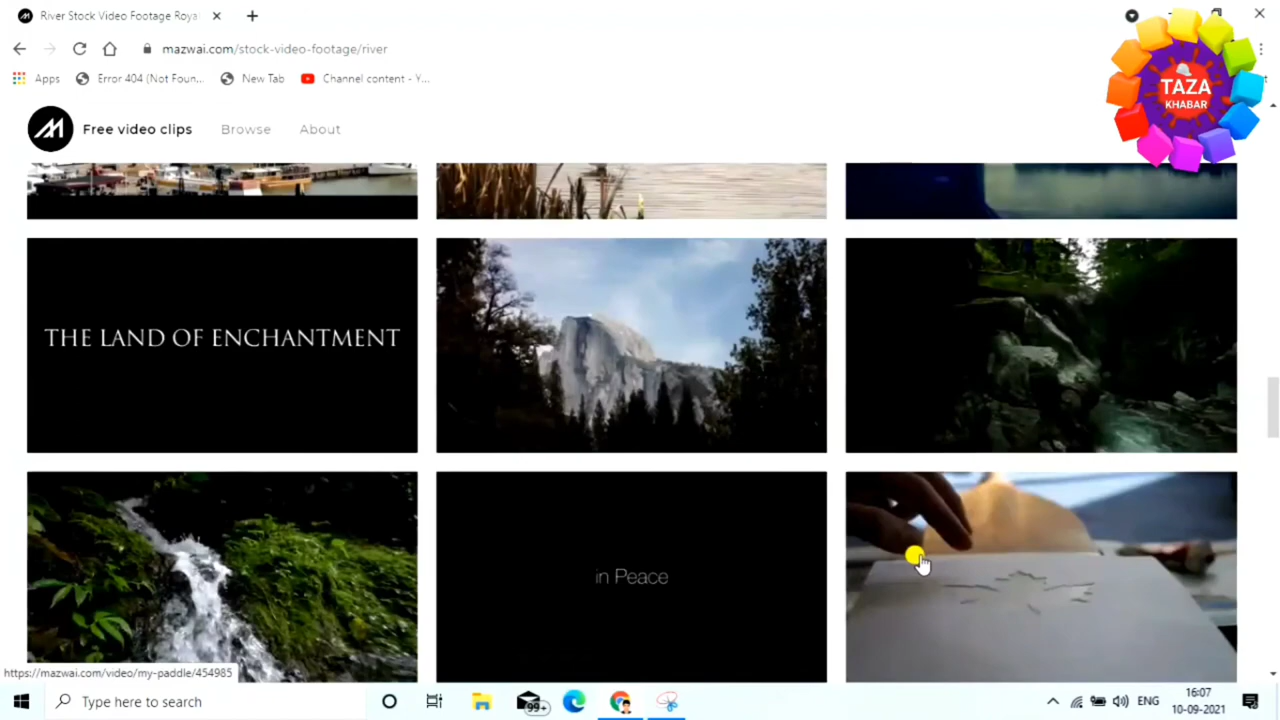 River Stock Video Footage Roya
mazwai.com/stock-video-footage/river
Apps
Error 404 (Not Foun...
New Tab
Channel content - Y...
TAZA
KHABAR
Free video clips
Browse
About
THE LAND OF ENCHANTMENT
in Peace
https://mazwai.com/video/my-paddle/454985
Type here to search
99+
ENG
16:07
10-09-2021